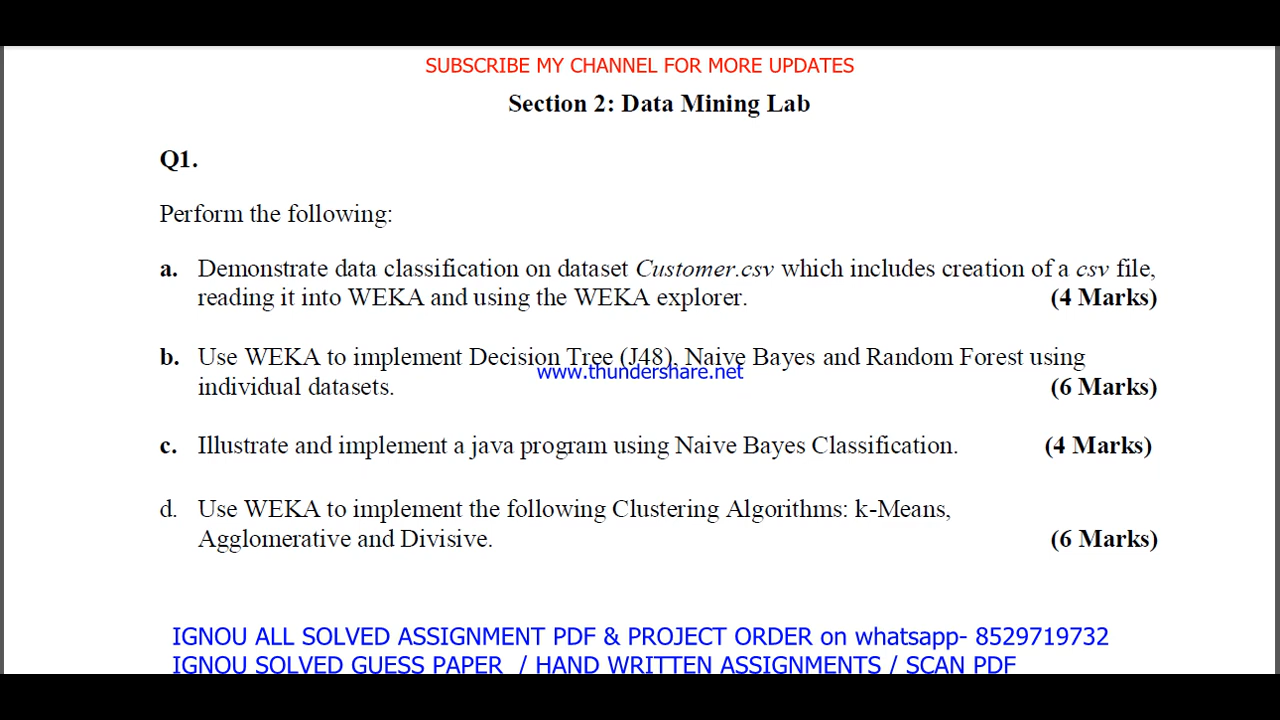 SUBSCRIBE MY CHANNEL FOR MORE UPDATES
Section 2: Data Mining Lab
Q1.
Perform the following:
a. Demonstrate data classification on dataset Customer.csv which includes creation of a csv file,
reading it into WEKA and using the WEKA explorer. (4 Marks)
b. Use WEKA to implement Decision Tree (J48), Naive Bayes and Random Forest using
www.thundershare.net
individual datasets. (6 Marks)
c. Illustrate and implement a java program using Naive Bayes Classification. (4 Marks)
d. Use WEKA to implement the following Clustering Algorithms: k-Means,
Agglomerative and Divisive. (6 Marks)
IGNOU ALL SOLVED ASSIGNMENT PDF & PROJECT ORDER on whatsapp- 8529719732
IGNOU SOLVED GUESS PAPER / HAND WRITTEN ASSIGNMENTS / SCAN PDF